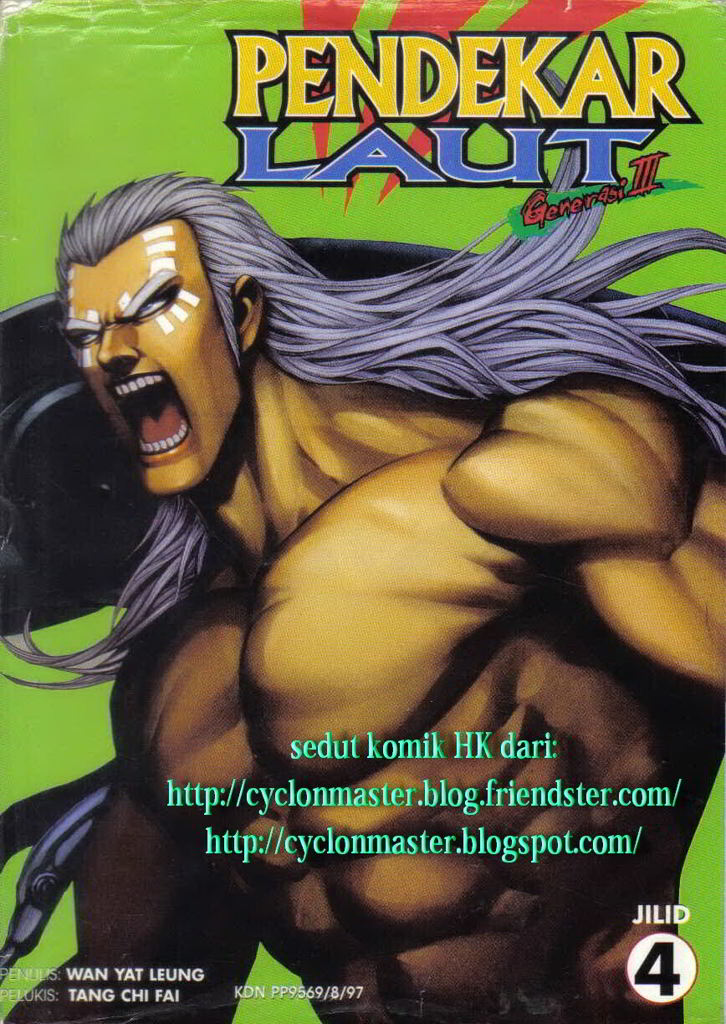 PENDEKAR
LAUT
Generasi III
sedut komik HK dari:
http://cyclonmaster.blog.friendster.com/
http://cyclonmaster.blogspot.com/
JILID
4
PENULIS: WAN YAT LEUNG
PELUKIS: TANG CHI FAI
KDN PP9569/8/97